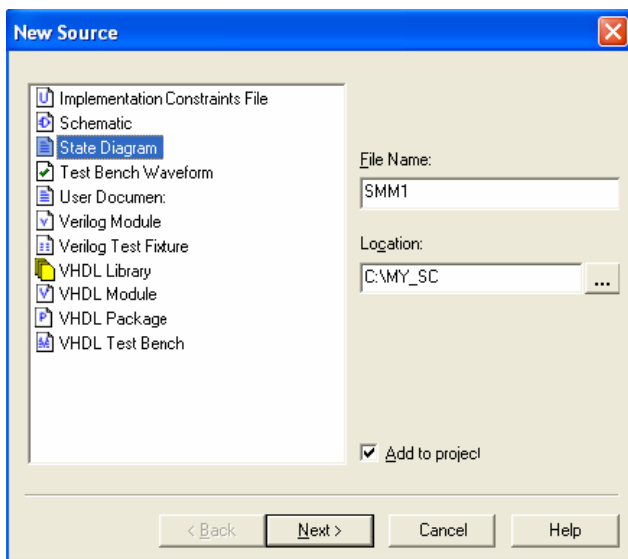 New Source
Implementation Constraints File
Schematic
State Diagram
Test Bench Waveform
User Documen:
Verilog Module
Verilog Test Fixture
VHDL Library
VHDL Module
VHDL Package
VHDL Test Bench
File Name:
SMM1
Location:
C:\MY_SC
...
Add to project
< Back
Next >
Cancel
Help